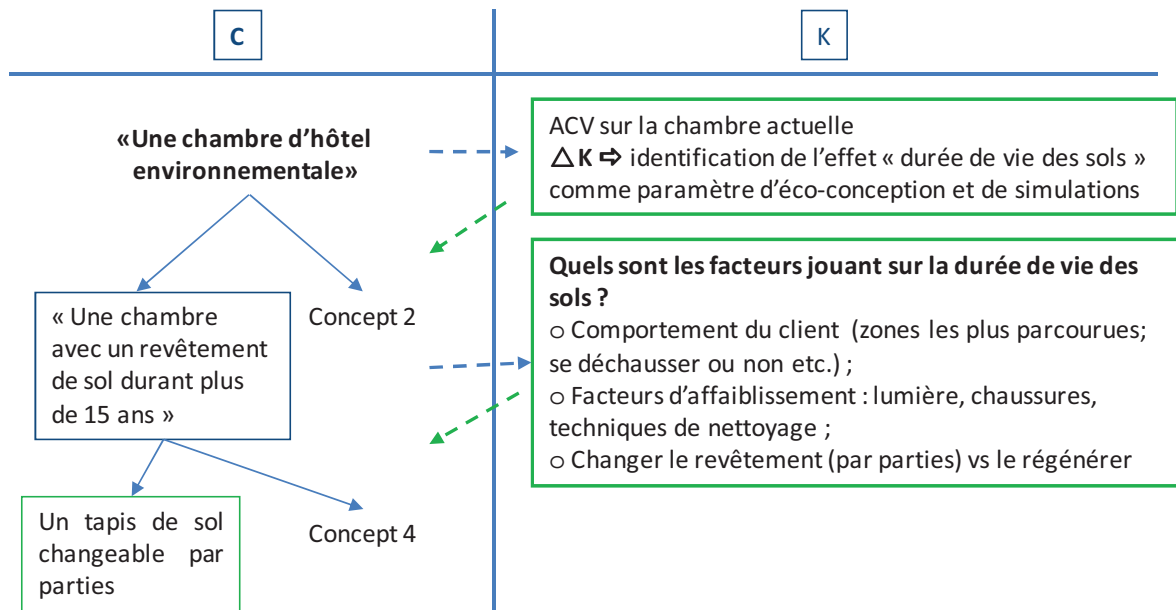 C
K
«Une chambre d'hôtel
environnementale»
ACV sur la chambre actuelle
△K ⇨ identification de l'effet « durée de vie des sols »
comme paramètre d'éco-conception et de simulations
« Une chambre
avec un revêtement
de sol durant plus
de 15 ans »
Concept 2
Quels sont les facteurs jouant sur la durée de vie des
sols ?
o Comportement du client (zones les plus parcourues;
se déchausser ou non etc.) ;
o Facteurs d'affaiblissement : lumière, chaussures,
techniques de nettoyage ;
o Changer le revêtement (par parties) vs le régénérer
Un tapis de sol
changeable par
parties
Concept 4